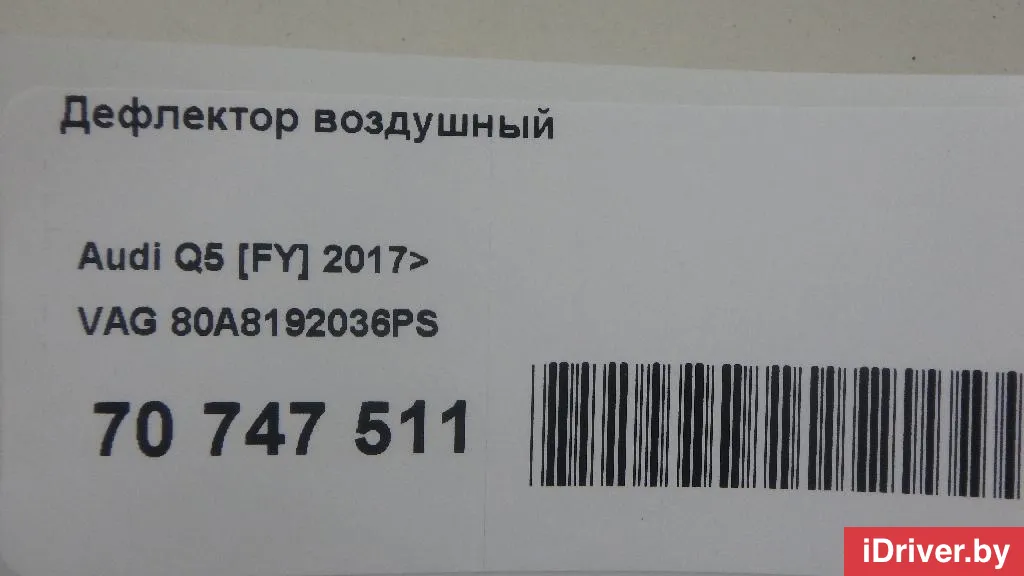 Дефлектор воздушный
Audi Q5 [FY] 2017>
VAG 80A8192036PS
70 747 511
iDriver.by